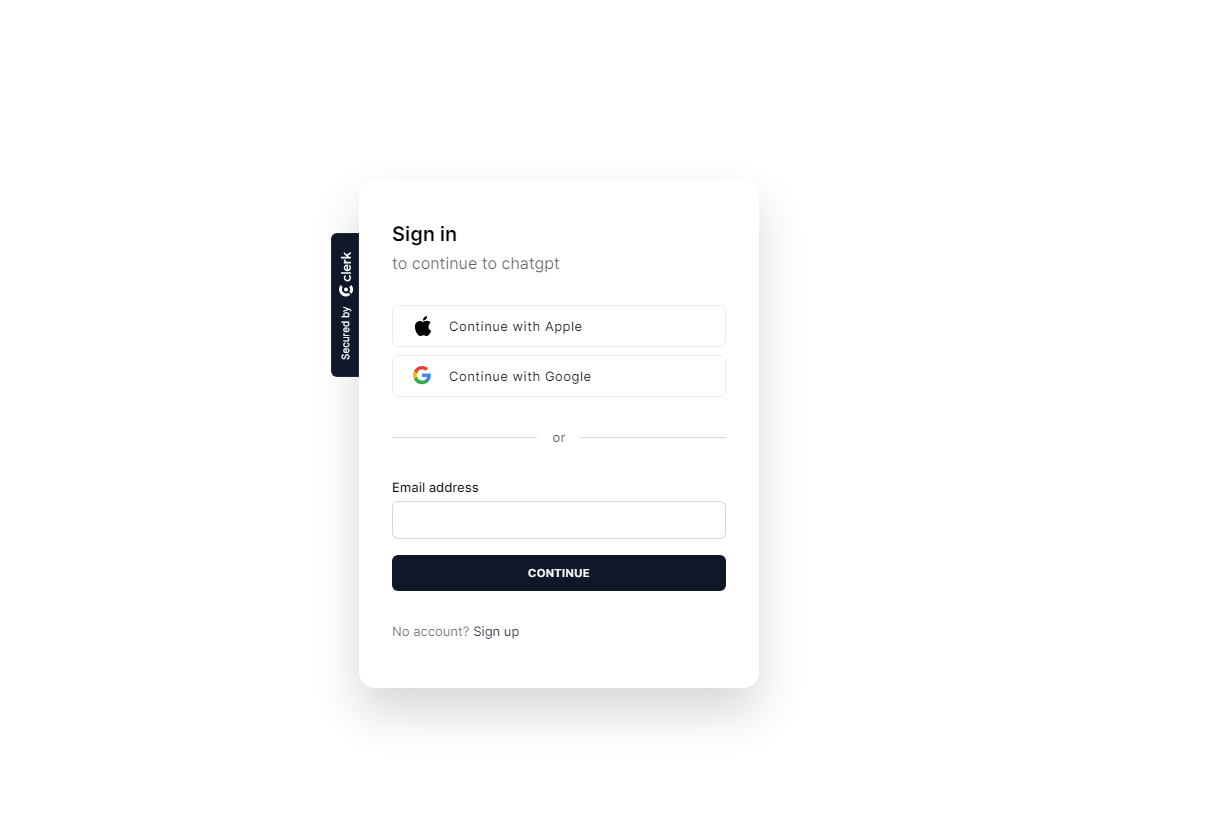 Sign in
to continue to chatgpt
Secured by clerk
Continue with Apple
Continue with Google
or
Email address
CONTINUE
No account? Sign up